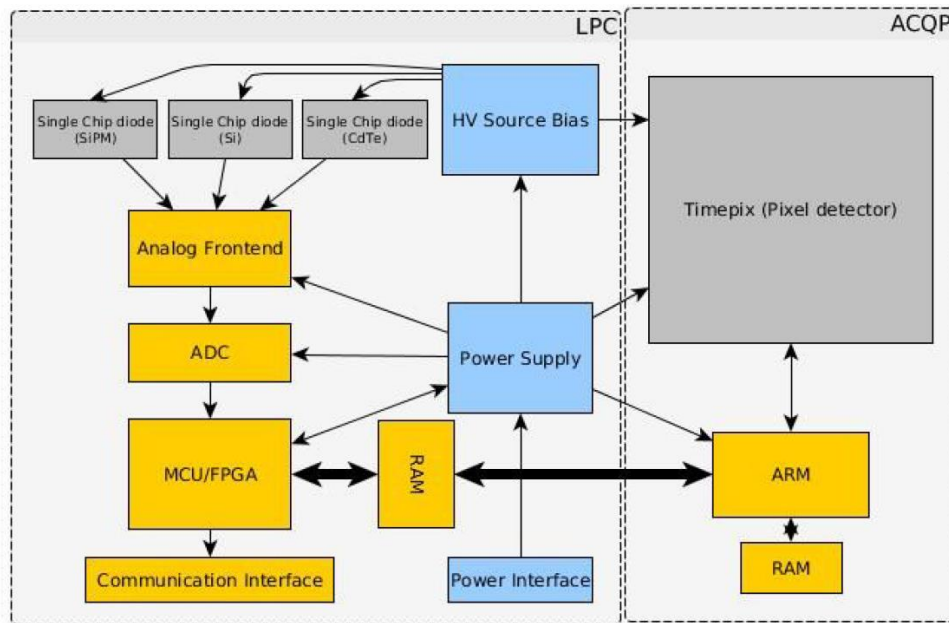 LPC
ACQP
HV Source Bias
Single Chip diode
(SiPM)
Single Chip diode
(Si)
Single Chip diode
(CdTe)
Timepix (Pixel detector)
Analog Frontend
ADC
Power Supply
MCU/FPGA
RAM
ARM
Communication Interface
Power Interface
RAM